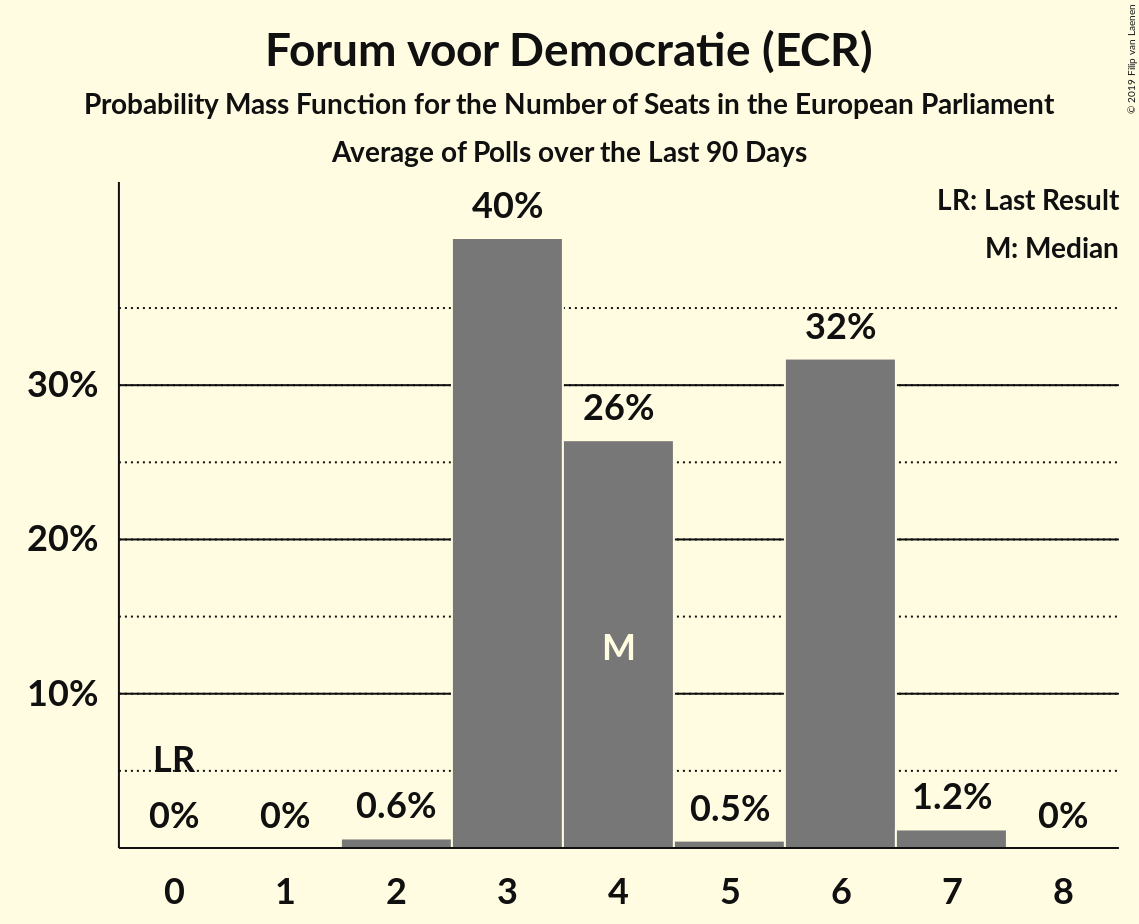 Forum voor Democratie (ECR)
Probability Mass Function for the Number of Seats in the European Parliament
Average of Polls over the Last 90 Days
© 2019 Filip van Laenen
LR: Last Result
M: Median
40%
32%
30%
26%
20%
M
10%
LR
0% 0% 0.6% 0.5% 1.2% 0%
0 1 2 3 4 5 6 7 8